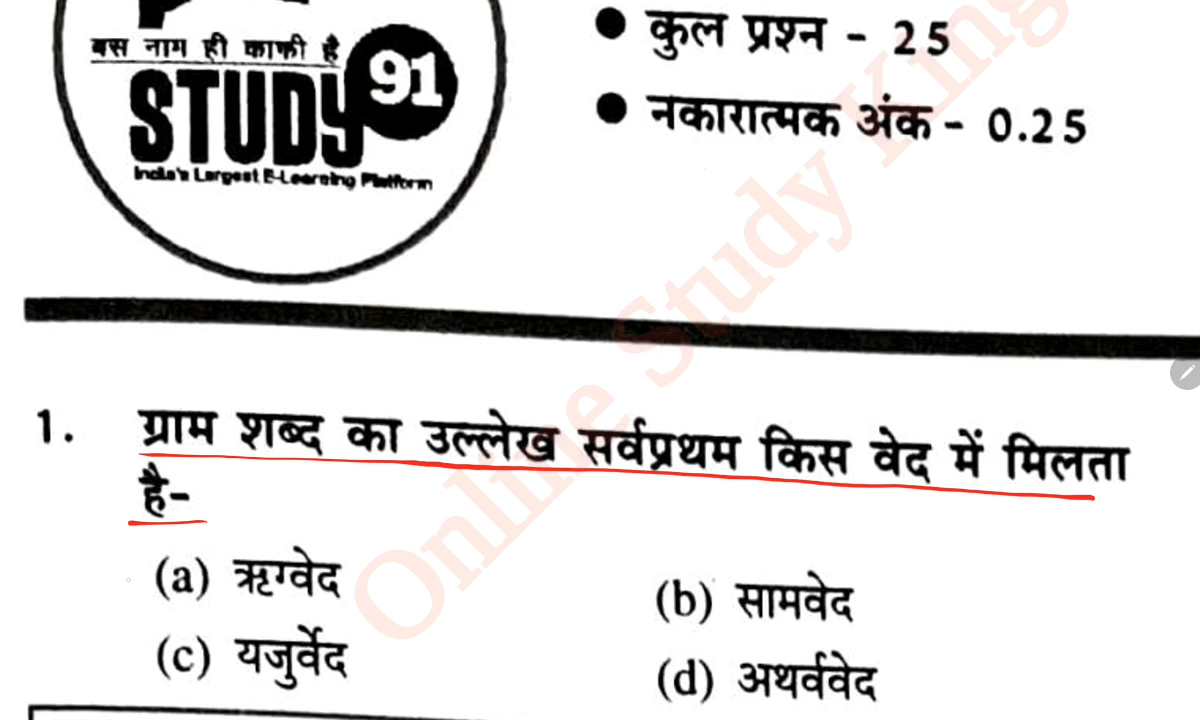 बस नाम ही काफी है
STUDY 91
India's Largest E-Learning Platform
● कुल प्रश्न - 25
● नकारात्मक अंक - 0.25
Online Study King
1. ग्राम शब्द का उल्लेख सर्वप्रथम किस वेद में मिलता
है-
(a) ऋग्वेद (b) सामवेद
(c) यजुर्वेद (d) अथर्ववेद